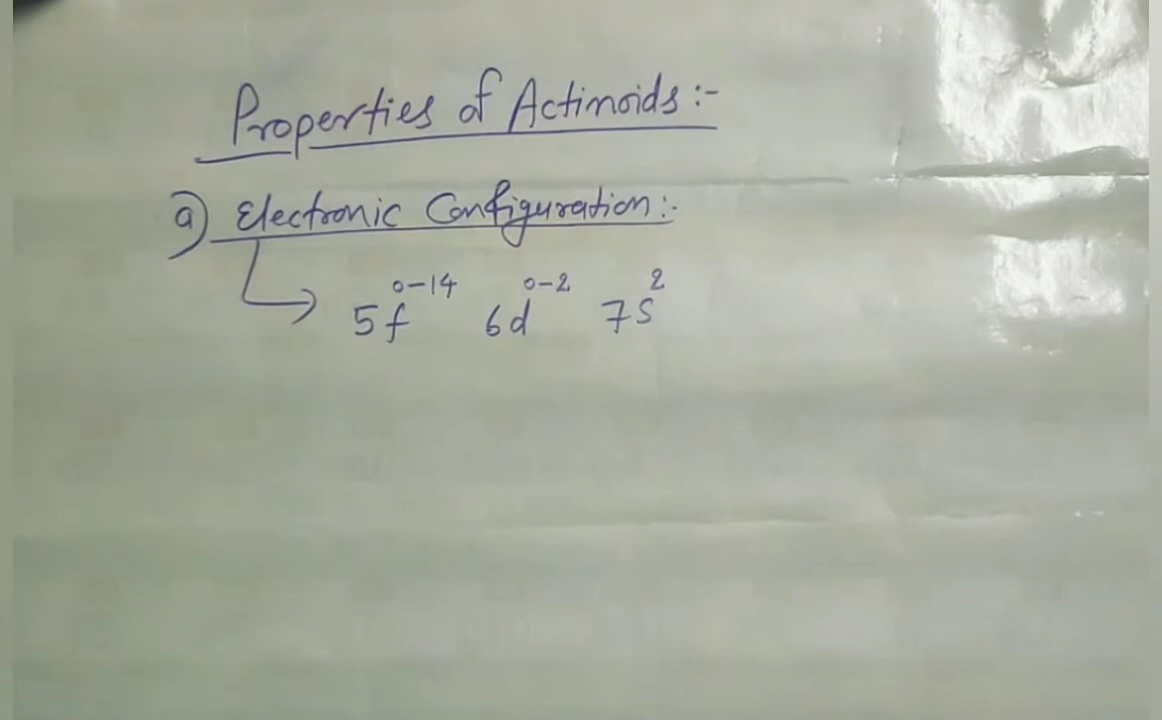 Properties of Actinoids :-
a) Electronic Configuration :-
↳ 5f⁰⁻¹⁴ 6d⁰⁻² 7s²